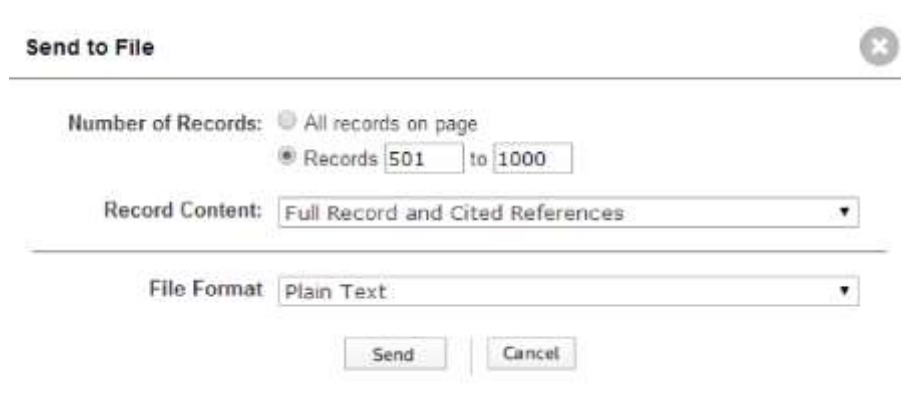 Send to File
Number of Records: All records on page
Records 501 to 1000
Record Content: Full Record and Cited References
File Format Plain Text
Send Cancel